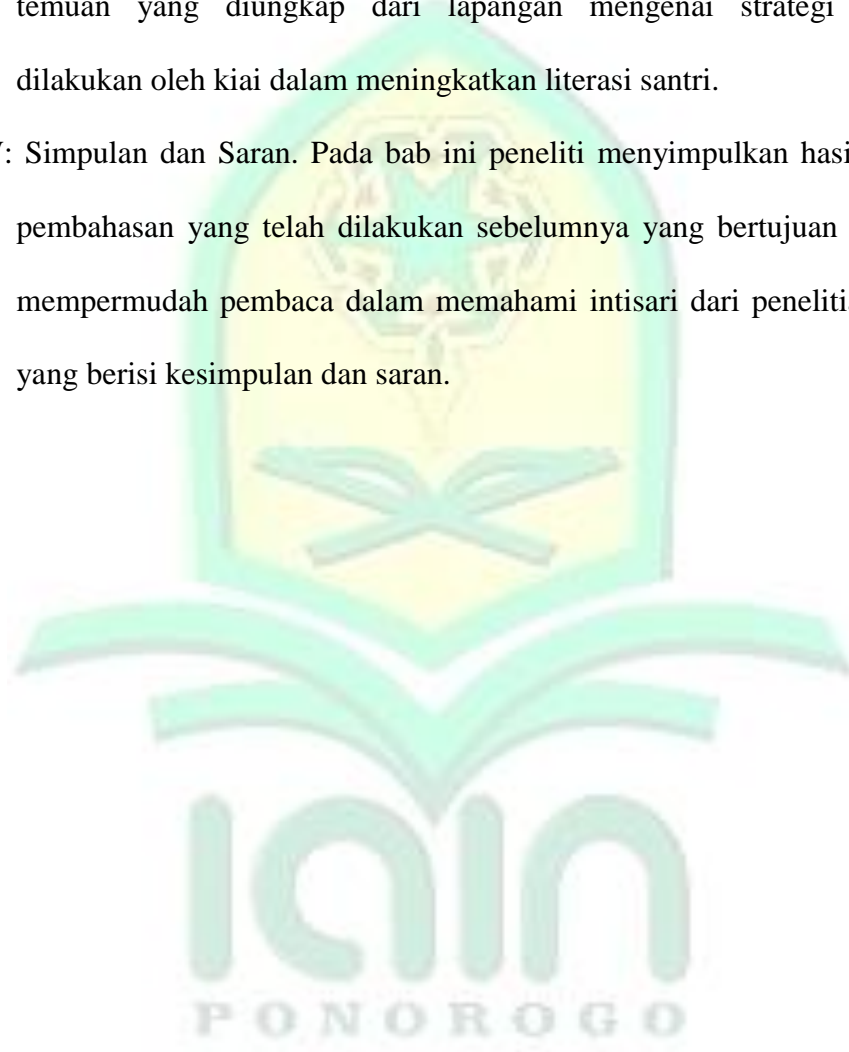 temuan yang diungkap dari lapangan mengenai strategi
dilakukan oleh kiai dalam meningkatkan literasi santri.
: Simpulan dan Saran. Pada bab ini peneliti menyimpulkan
pembahasan yang telah dilakukan sebelumnya yang bertujuan
mempermudah pembaca dalam memahami intisari dari
yang berisi kesimpulan dan saran.
iain
PONOROGO